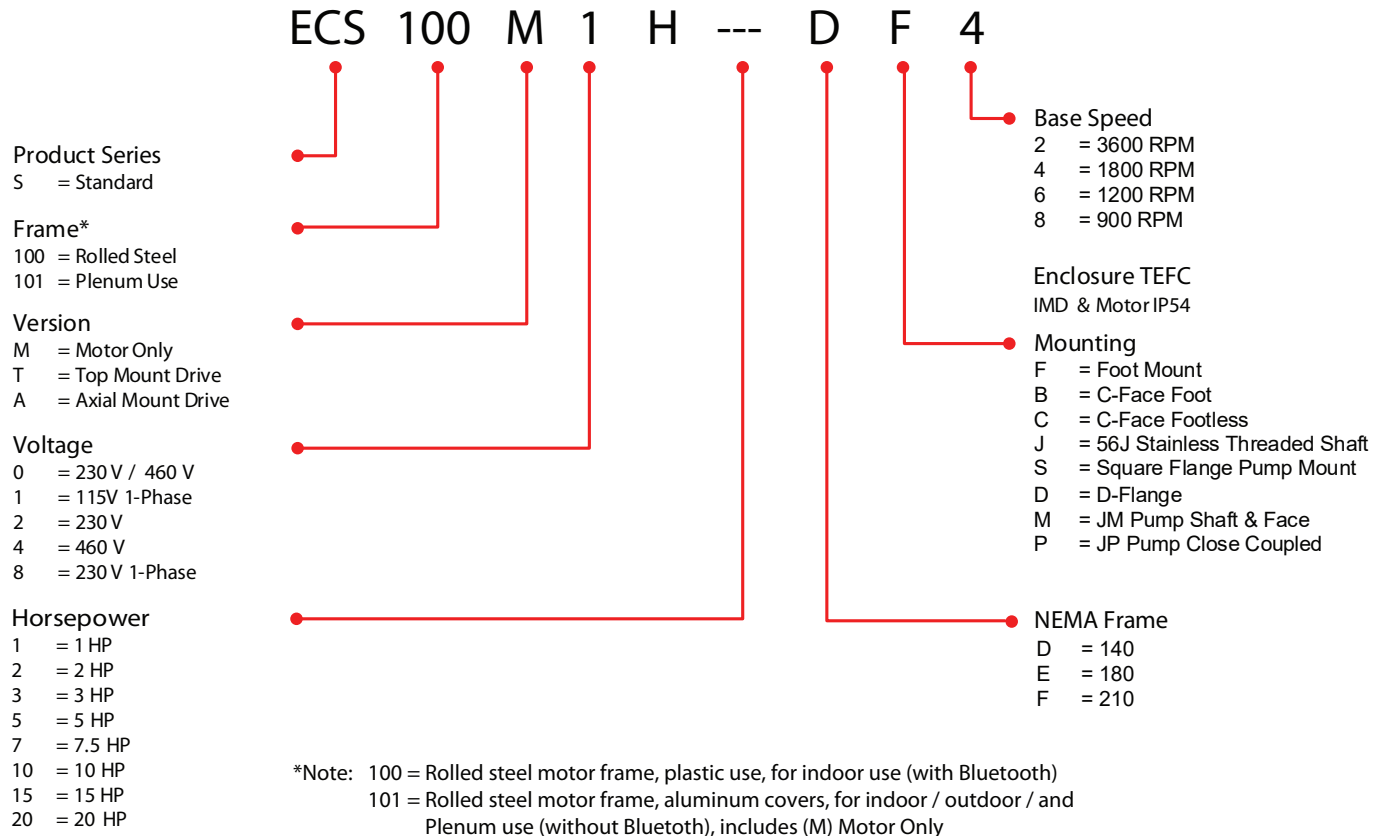 ECS 100 M 1 H --- D F 4
Product Series
S = Standard
Frame*
100 = Rolled Steel
101 = Plenum Use
Version
M = Motor Only
T = Top Mount Drive
A = Axial Mount Drive
Voltage
0 = 230 V / 460 V
1 = 115V 1-Phase
2 = 230 V
4 = 460 V
8 = 230 V 1-Phase
Horsepower
1 = 1 HP
2 = 2 HP
3 = 3 HP
5 = 5 HP
7 = 7.5 HP
10 = 10 HP
15 = 15 HP
20 = 20 HP
Base Speed
2 = 3600 RPM
4 = 1800 RPM
6 = 1200 RPM
8 = 900 RPM
Enclosure TEFC
IMD & Motor IP54
Mounting
F = Foot Mount
B = C-Face Foot
C = C-Face Footless
J = 56J Stainless Threaded Shaft
S = Square Flange Pump Mount
D = D-Flange
M = JM Pump Shaft & Face
P = JP Pump Close Coupled
NEMA Frame
D = 140
E = 180
F = 210
*Note: 100 = Rolled steel motor frame, plastic use, for indoor use (with Bluetooth)
101 = Rolled steel motor frame, aluminum covers, for indoor / outdoor / and
Plenum use (without Bluetoth), includes (M) Motor Only